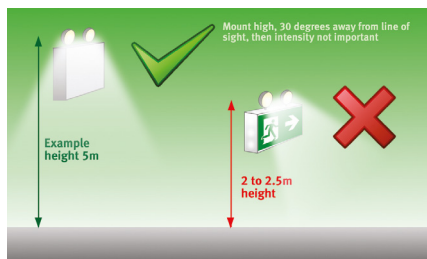 Mount high, 30 degrees away from line of
sight, then intensity not important
Example
height 5m
2 to 2.5m
height